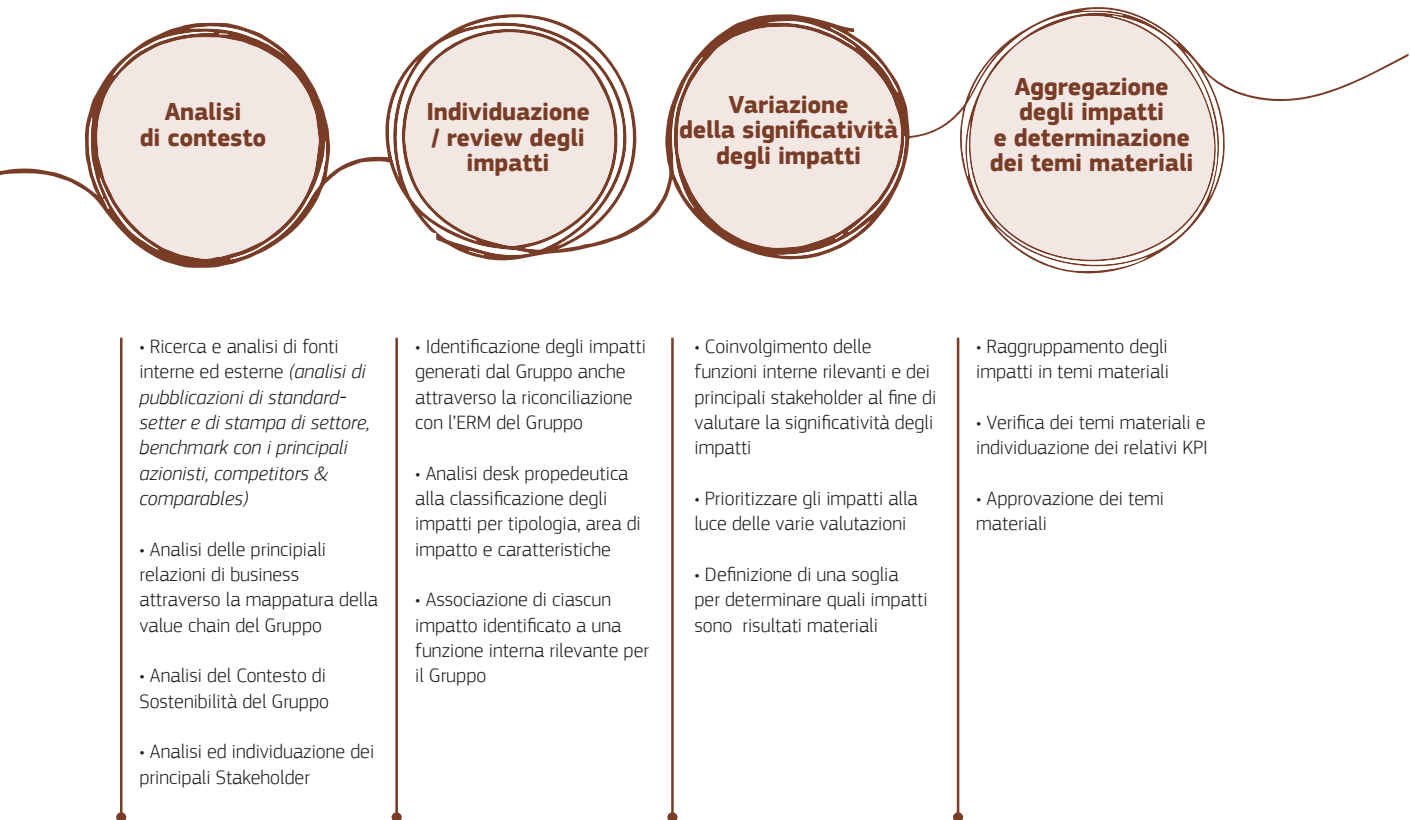 Analisi
di contesto
Individuazione
/ review degli
impatti
Variazione
della significatività
degli impatti
Aggregazione
degli impatti
e determinazione
dei temi materiali
• Ricerca e analisi di fonti
interne ed esterne (analisi di
pubblicazioni di standard-
setter e di stampa di settore,
benchmark con i principali
azionisti, competitors &
comparables)
• Analisi delle principiali
relazioni di business
attraverso la mappatura della
value chain del Gruppo
• Analisi del Contesto di
Sostenibilità del Gruppo
• Analisi ed individuazione dei
principali Stakeholder
• Identificazione degli impatti
generati dal Gruppo anche
attraverso la riconciliazione
con l'ERM del Gruppo
• Analisi desk propedeutica
alla classificazione degli
impatti per tipologia, area di
impatto e caratteristiche
• Associazione di ciascun
impatto identificato a una
funzione interna rilevante per
il Gruppo
• Coinvolgimento delle
funzioni interne rilevanti e dei
principali stakeholder al fine di
valutare la significatività degli
impatti
• Prioritizzare gli impatti alla
luce delle varie valutazioni
• Definizione di una soglia
per determinare quali impatti
sono risultati materiali
• Raggruppamento degli
impatti in temi materiali
• Verifica dei temi materiali e
individuazione dei relativi KPI
• Approvazione dei temi
materiali